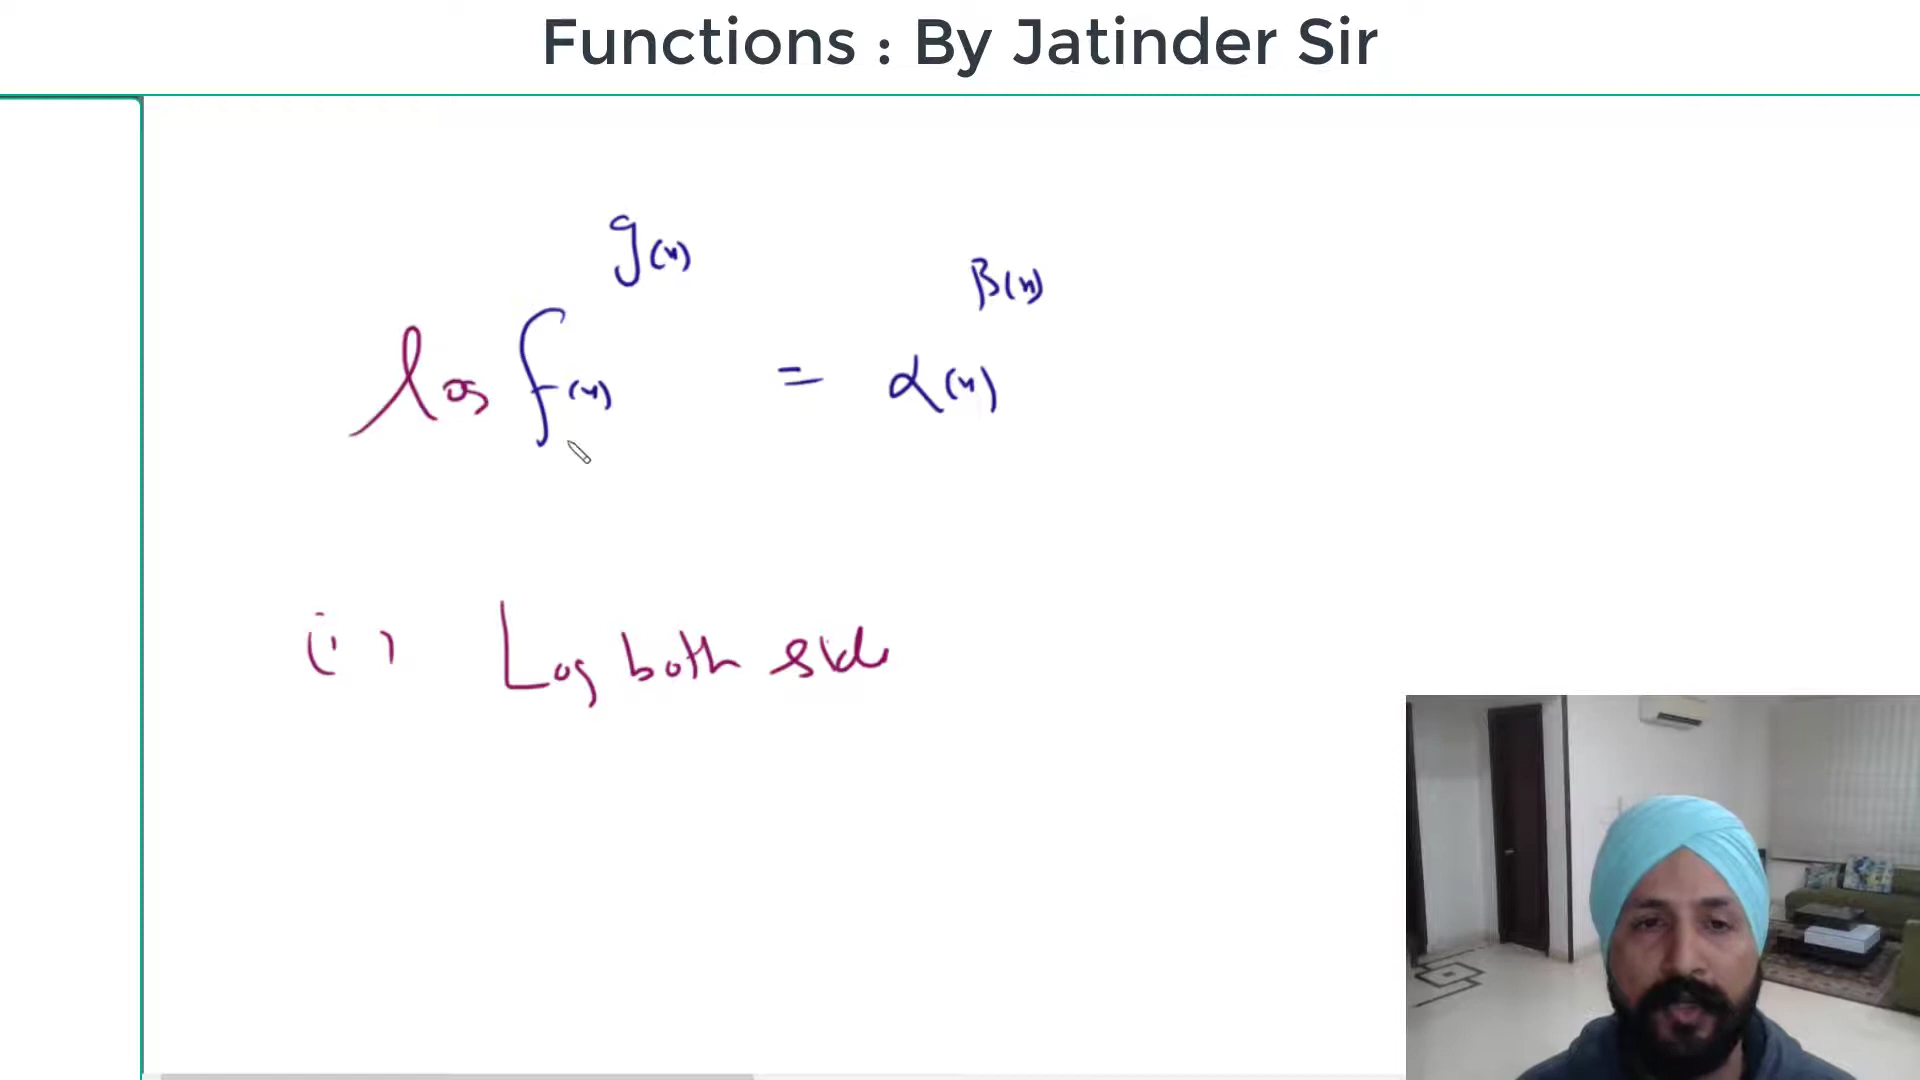 Functions : By Jatinder Sir
g(x) β(x)
log f(x) = α(x)
(i) Log both side